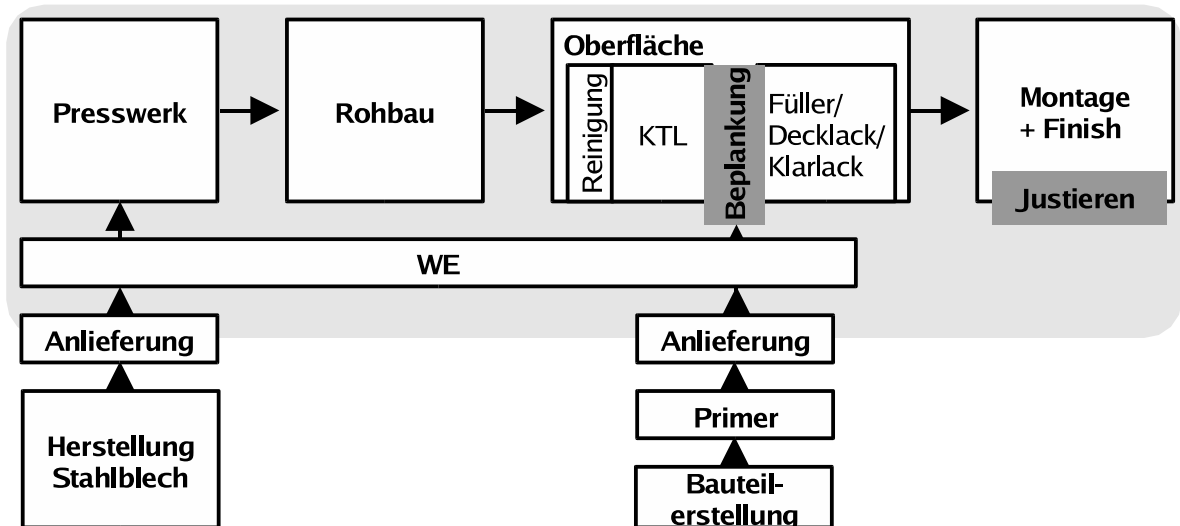 Oberfläche
Presswerk
Rohbau
Reinigung
KTL
Beplankung
Füller/
Decklack/
Klarlack
Montage
+ Finish
Justieren
WE
Anlieferung
Anlieferung
Herstellung
Stahlblech
Primer
Bauteil-
erstellung